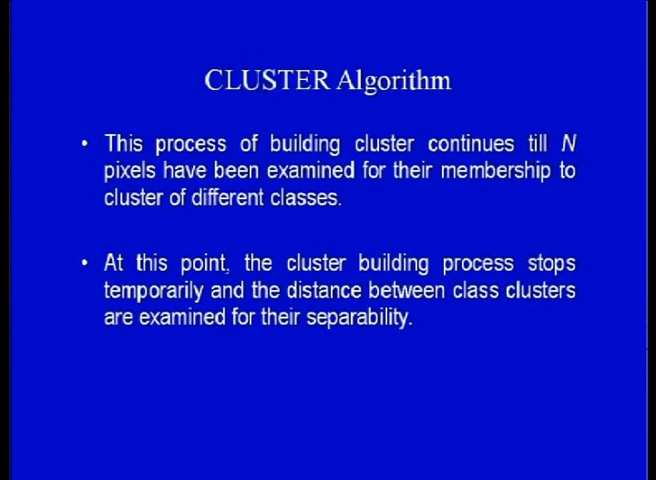 CLUSTER Algorithm
• This process of building cluster continues till N
pixels have been examined for their membership to
cluster of different classes.
• At this point, the cluster building process stops
temporarily and the distance between class clusters
are examined for their separability.